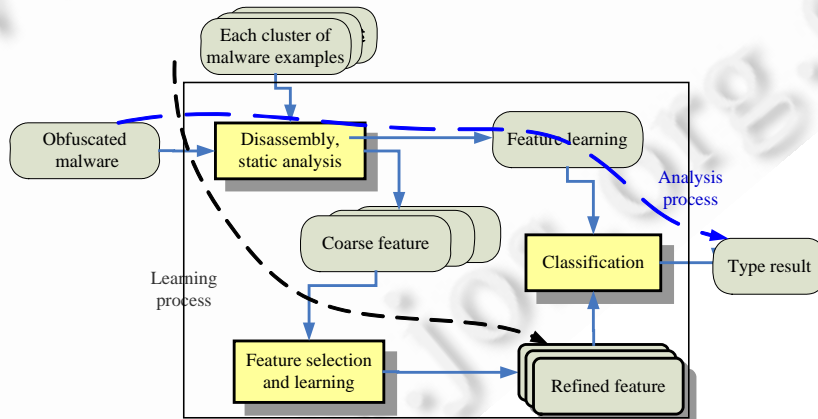 Each cluster of
malware examples
Obfuscated
malware
Disassembly,
static analysis
Feature learning
Analysis
process
Coarse feature
Classification
Type result
Learning
process
Feature selection
and learning
Refined feature